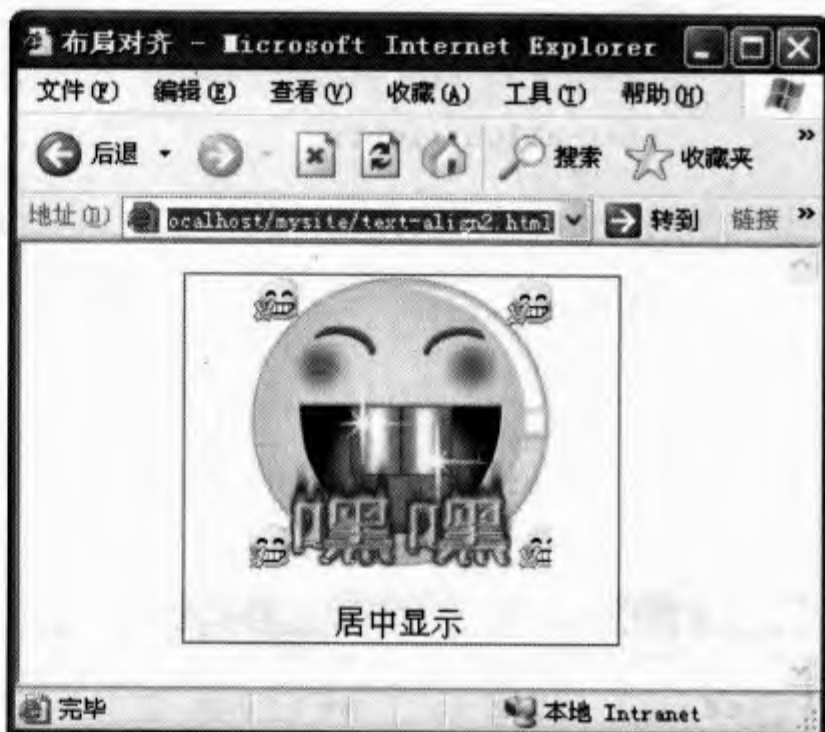 布局对齐 - Microsoft Internet Explorer
文件(F) 编辑(E) 查看(V) 收藏(A) 工具(T) 帮助(H)
后退 搜索 收藏夹 »
地址(D) ocalhost/mysite/text-align2.html 转到 链接 »
嘿嘿
居中显示
完毕 本地 Intranet